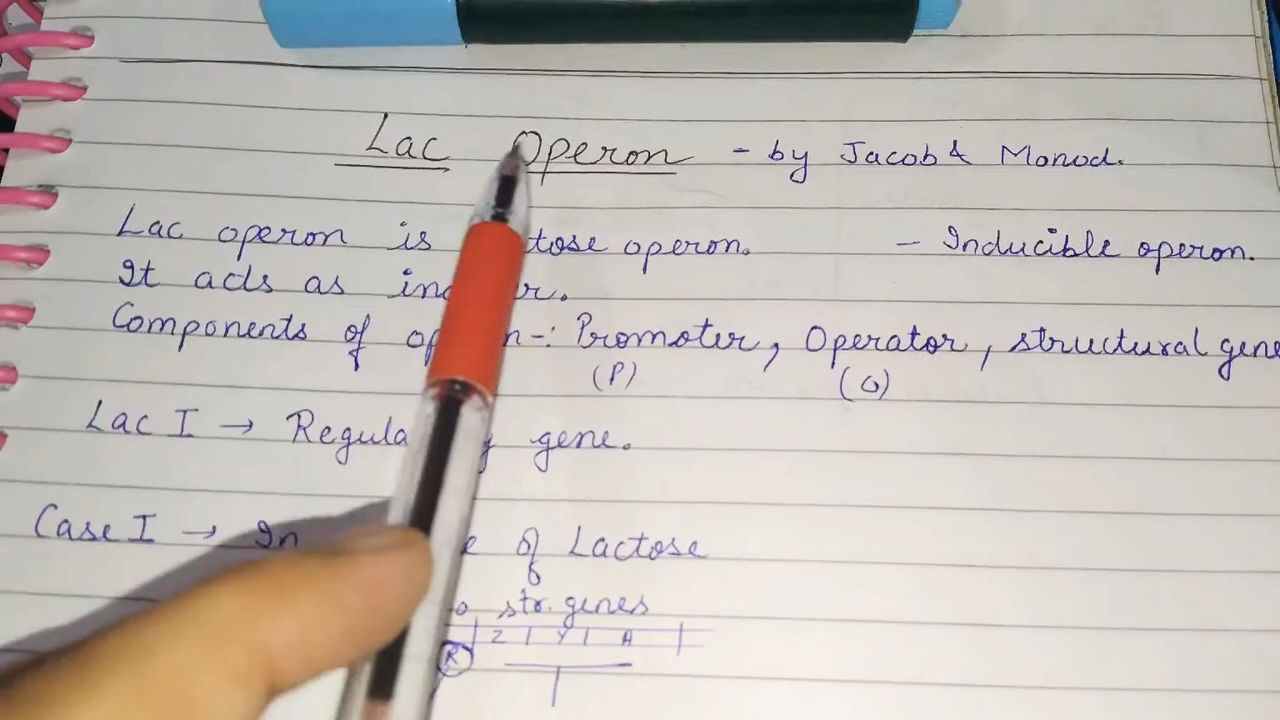 Lac Operon - by Jacob & Monod.
Lac operon is tose operon. - Inducible operon.
It acts as in r.
Components of op n-: Promoter, Operator, structural gene
(P) (O)
Lac I → Regula y gene.
Case I → In e of Lactose
o str. genes
Z Y A
R